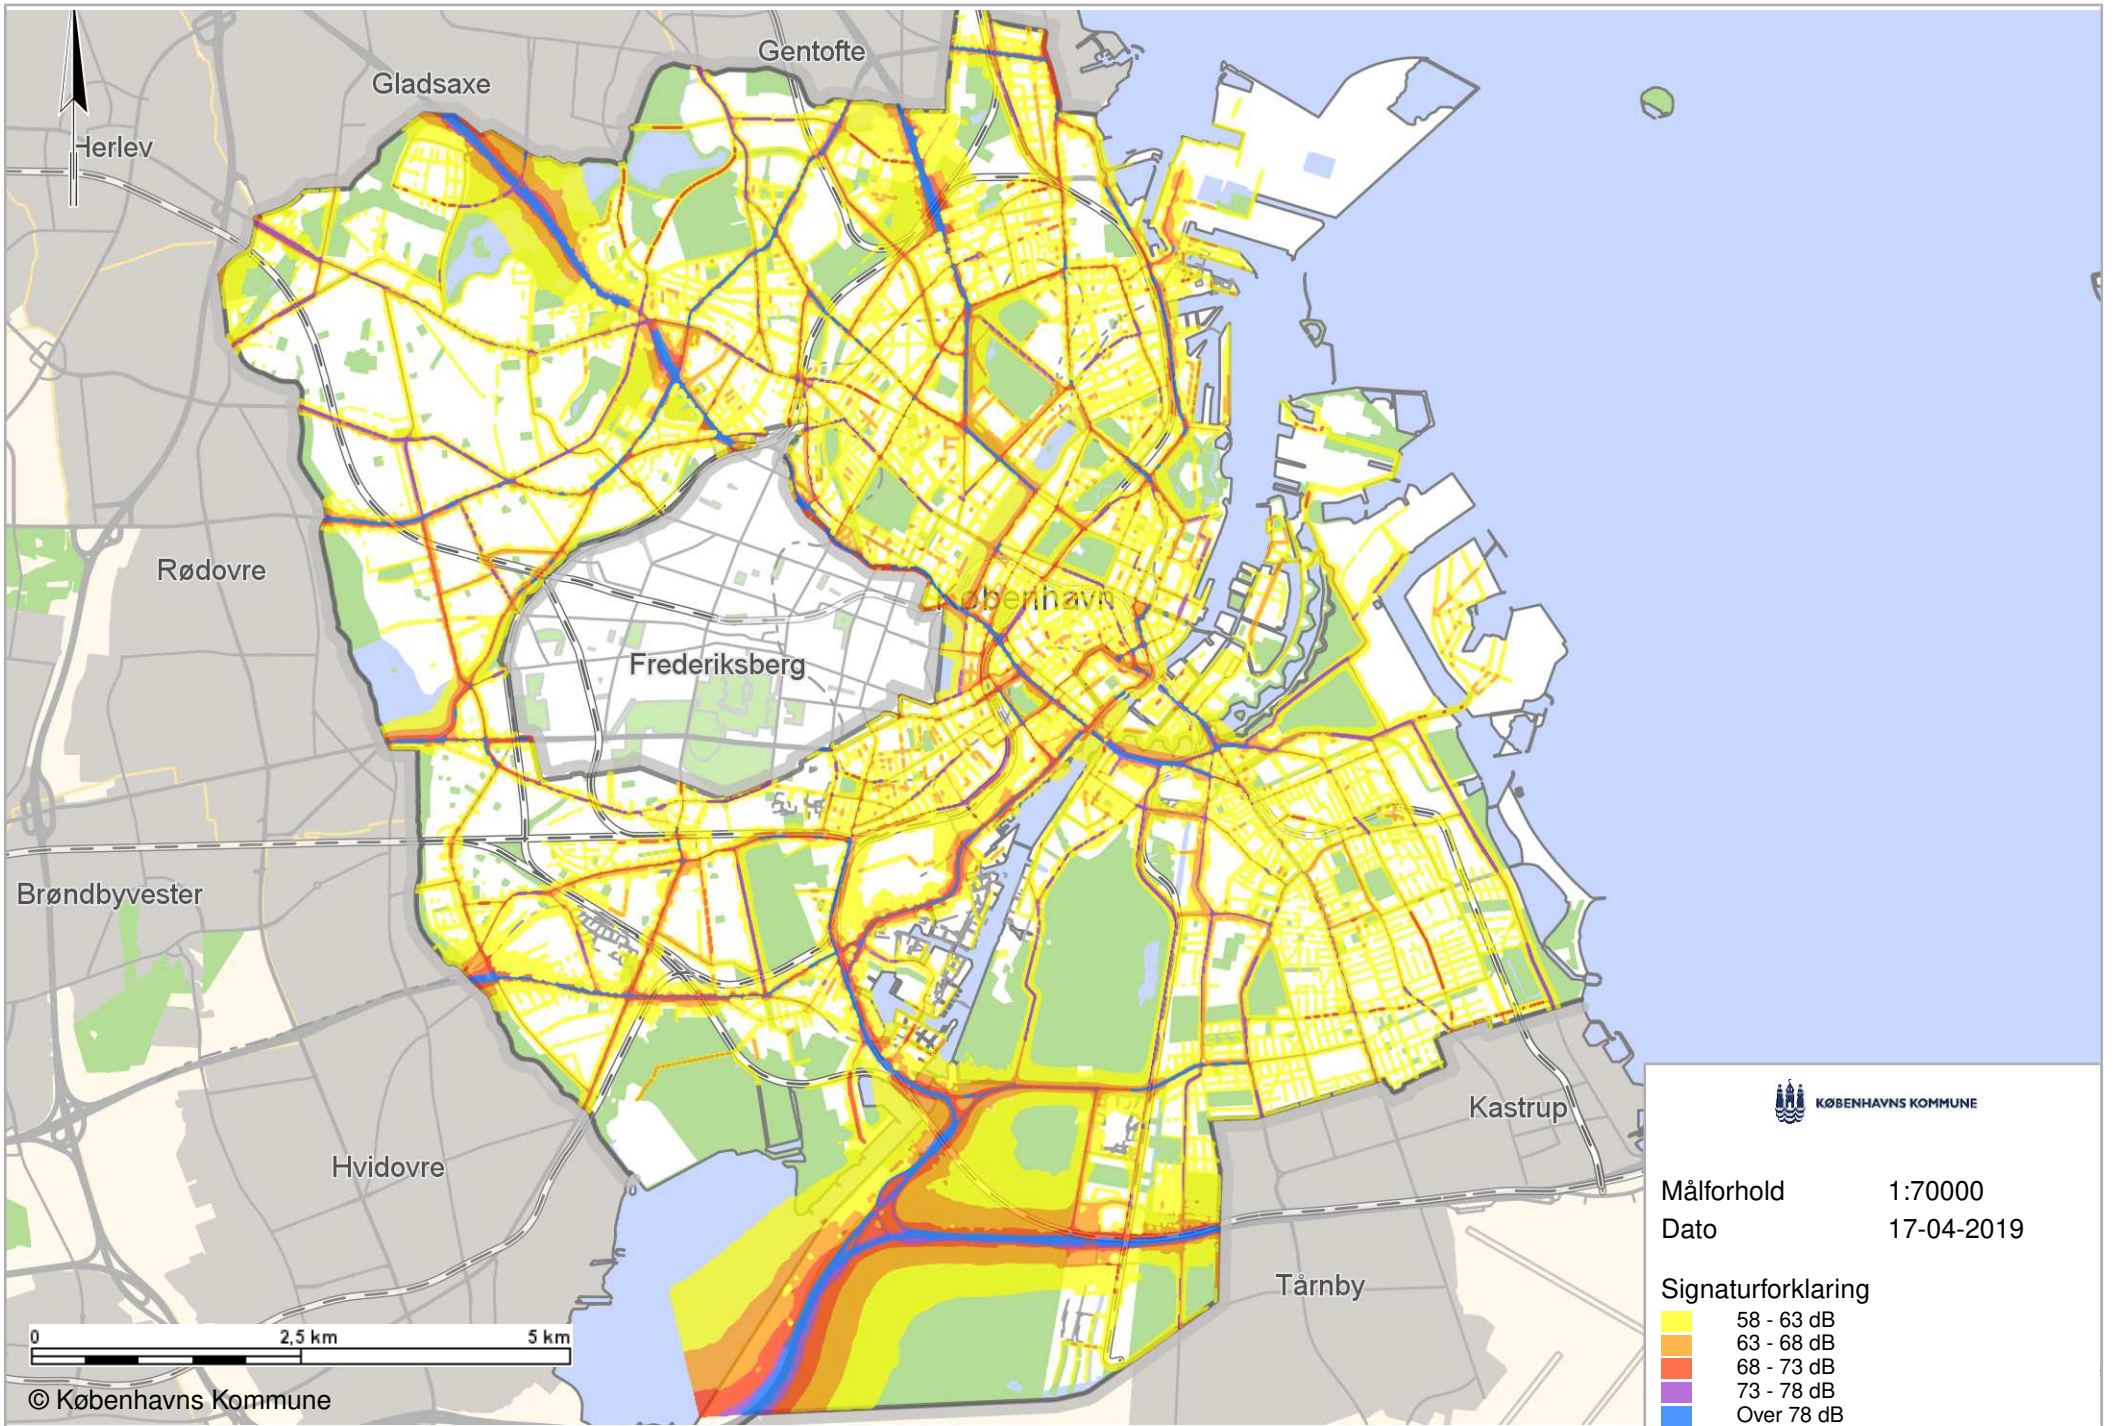 Gentofte
Gladsaxe
Herlev
Rødovre
København
Frederiksberg
Brøndbyvester
Hvidovre
Kastrup
Tårnby
KØBENHAVNS KOMMUNE
Målforhold 1:70000
Dato 17-04-2019
Signaturforklaring
58 - 63 dB
63 - 68 dB
68 - 73 dB
73 - 78 dB
Over 78 dB
0 2,5 km 5 km
© Københavns Kommune